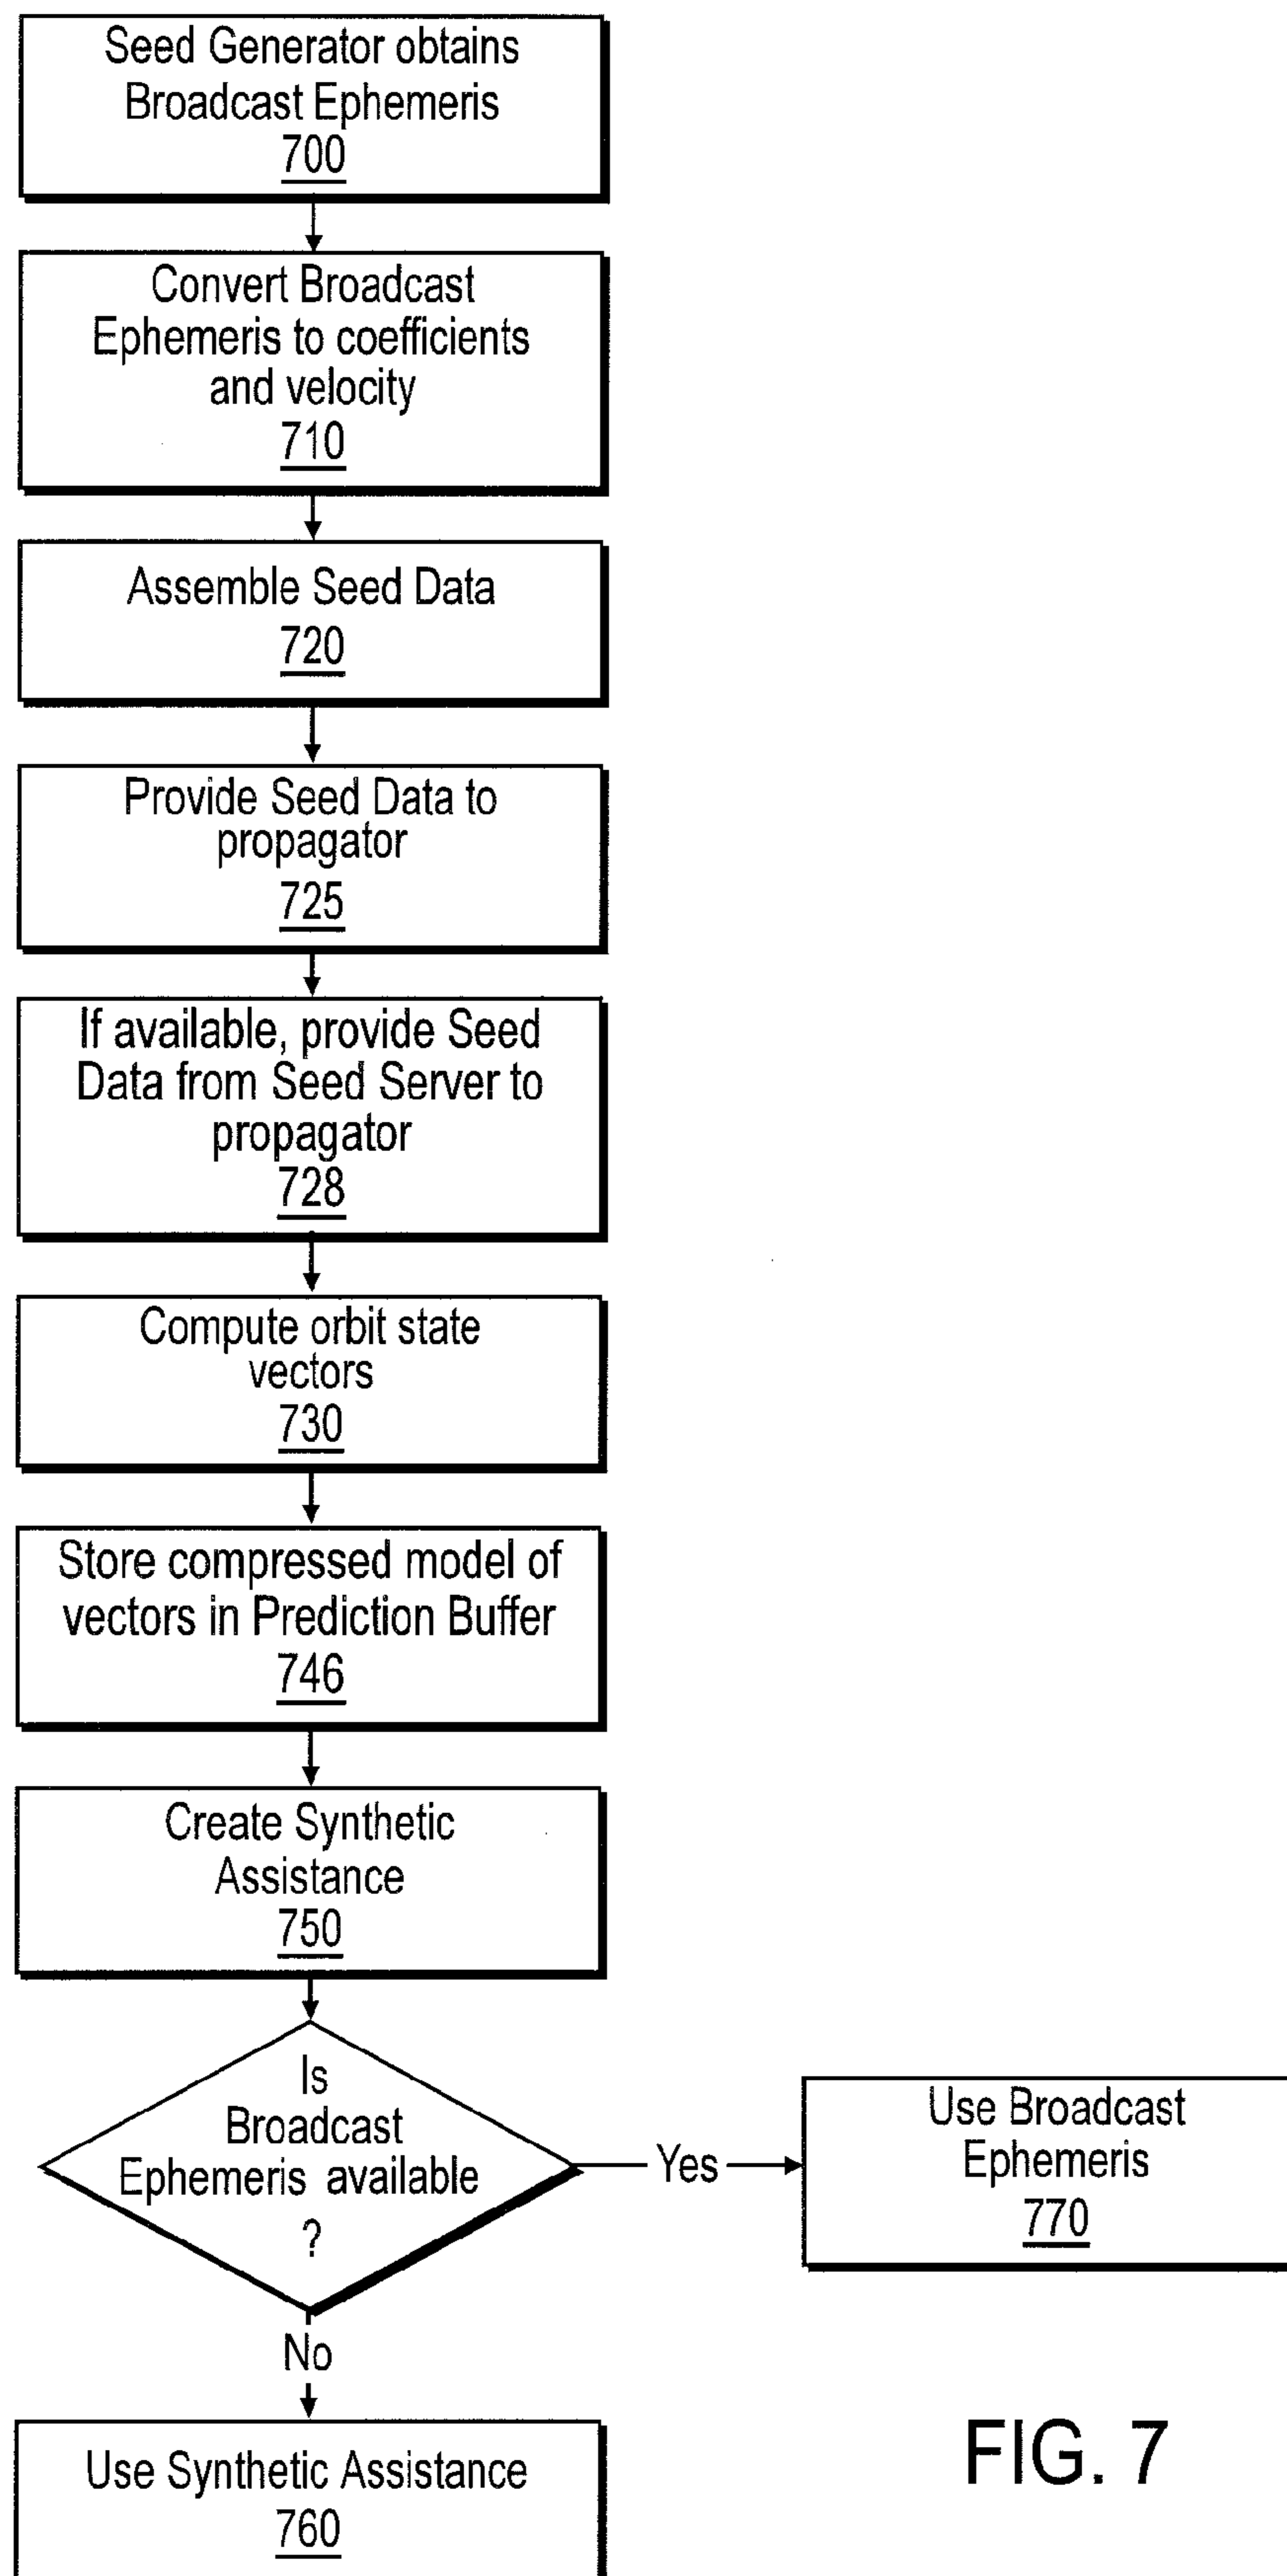 Seed Generator obtains
Broadcast Ephemeris
700
Convert Broadcast
Ephemeris to coefficients
and velocity
710
Assemble Seed Data
720
Provide Seed Data to
propagator
725
If available, provide Seed
Data from Seed Server to
propagator
728
Compute orbit state
vectors
730
Store compressed model of
vectors in Prediction Buffer
746
Create Synthetic
Assistance
750
Is
Broadcast
Ephemeris available
?
Yes
Use Broadcast
Ephemeris
770
No
Use Synthetic Assistance
760
FIG. 7